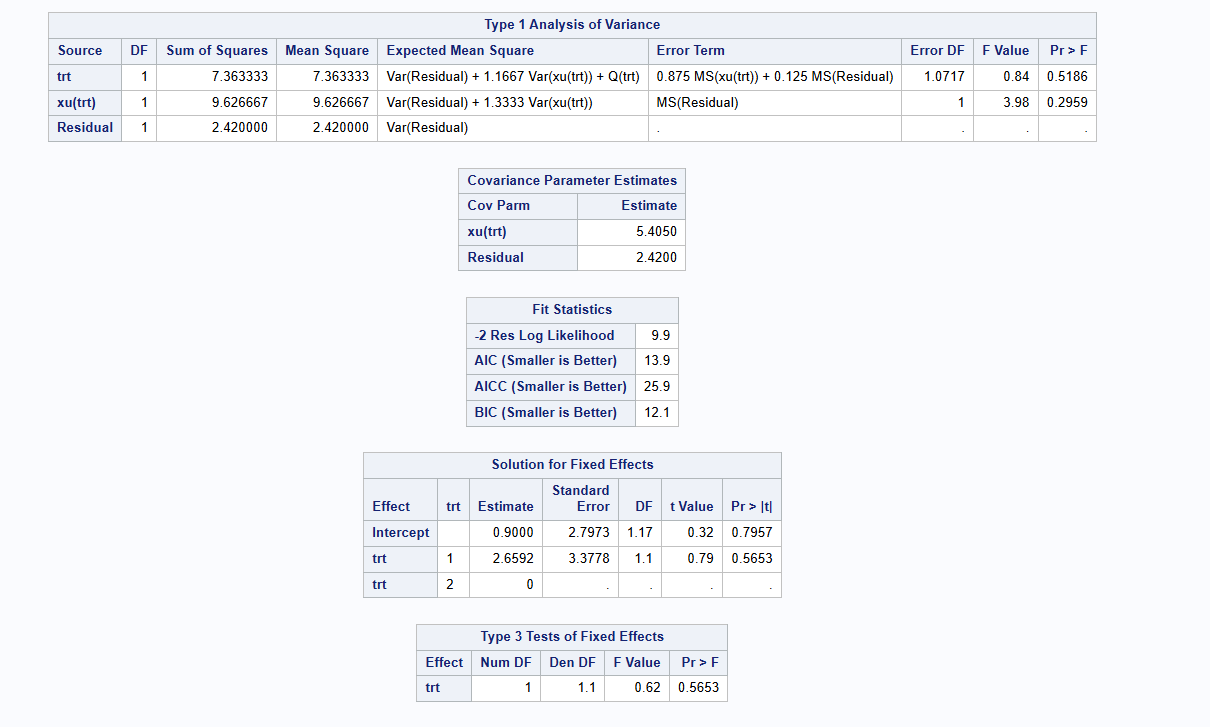 Type 1 Analysis of Variance
Source DF Sum of Squares Mean Square Expected Mean Square Error Term Error DF F Value Pr > F
trt 1 7.363333 7.363333 Var(Residual) + 1.1667 Var(xu(trt)) + Q(trt) 0.875 MS(xu(trt)) + 0.125 MS(Residual) 1.0717 0.84 0.5186
xu(trt) 1 9.626667 9.626667 Var(Residual) + 1.3333 Var(xu(trt)) MS(Residual) 1 3.98 0.2959
Residual 1 2.420000 2.420000 Var(Residual) . . . .
Covariance Parameter Estimates
Cov Parm Estimate
xu(trt) 5.4050
Residual 2.4200
Fit Statistics
-2 Res Log Likelihood 9.9
AIC (Smaller is Better) 13.9
AICC (Smaller is Better) 25.9
BIC (Smaller is Better) 12.1
Solution for Fixed Effects
Effect trt Estimate Standard Error DF t Value Pr > |t|
Intercept 0.9000 2.7973 1.17 0.32 0.7957
trt 1 2.6592 3.3778 1.1 0.79 0.5653
trt 2 0 . . . .
Type 3 Tests of Fixed Effects
Effect Num DF Den DF F Value Pr > F
trt 1 1.1 0.62 0.5653